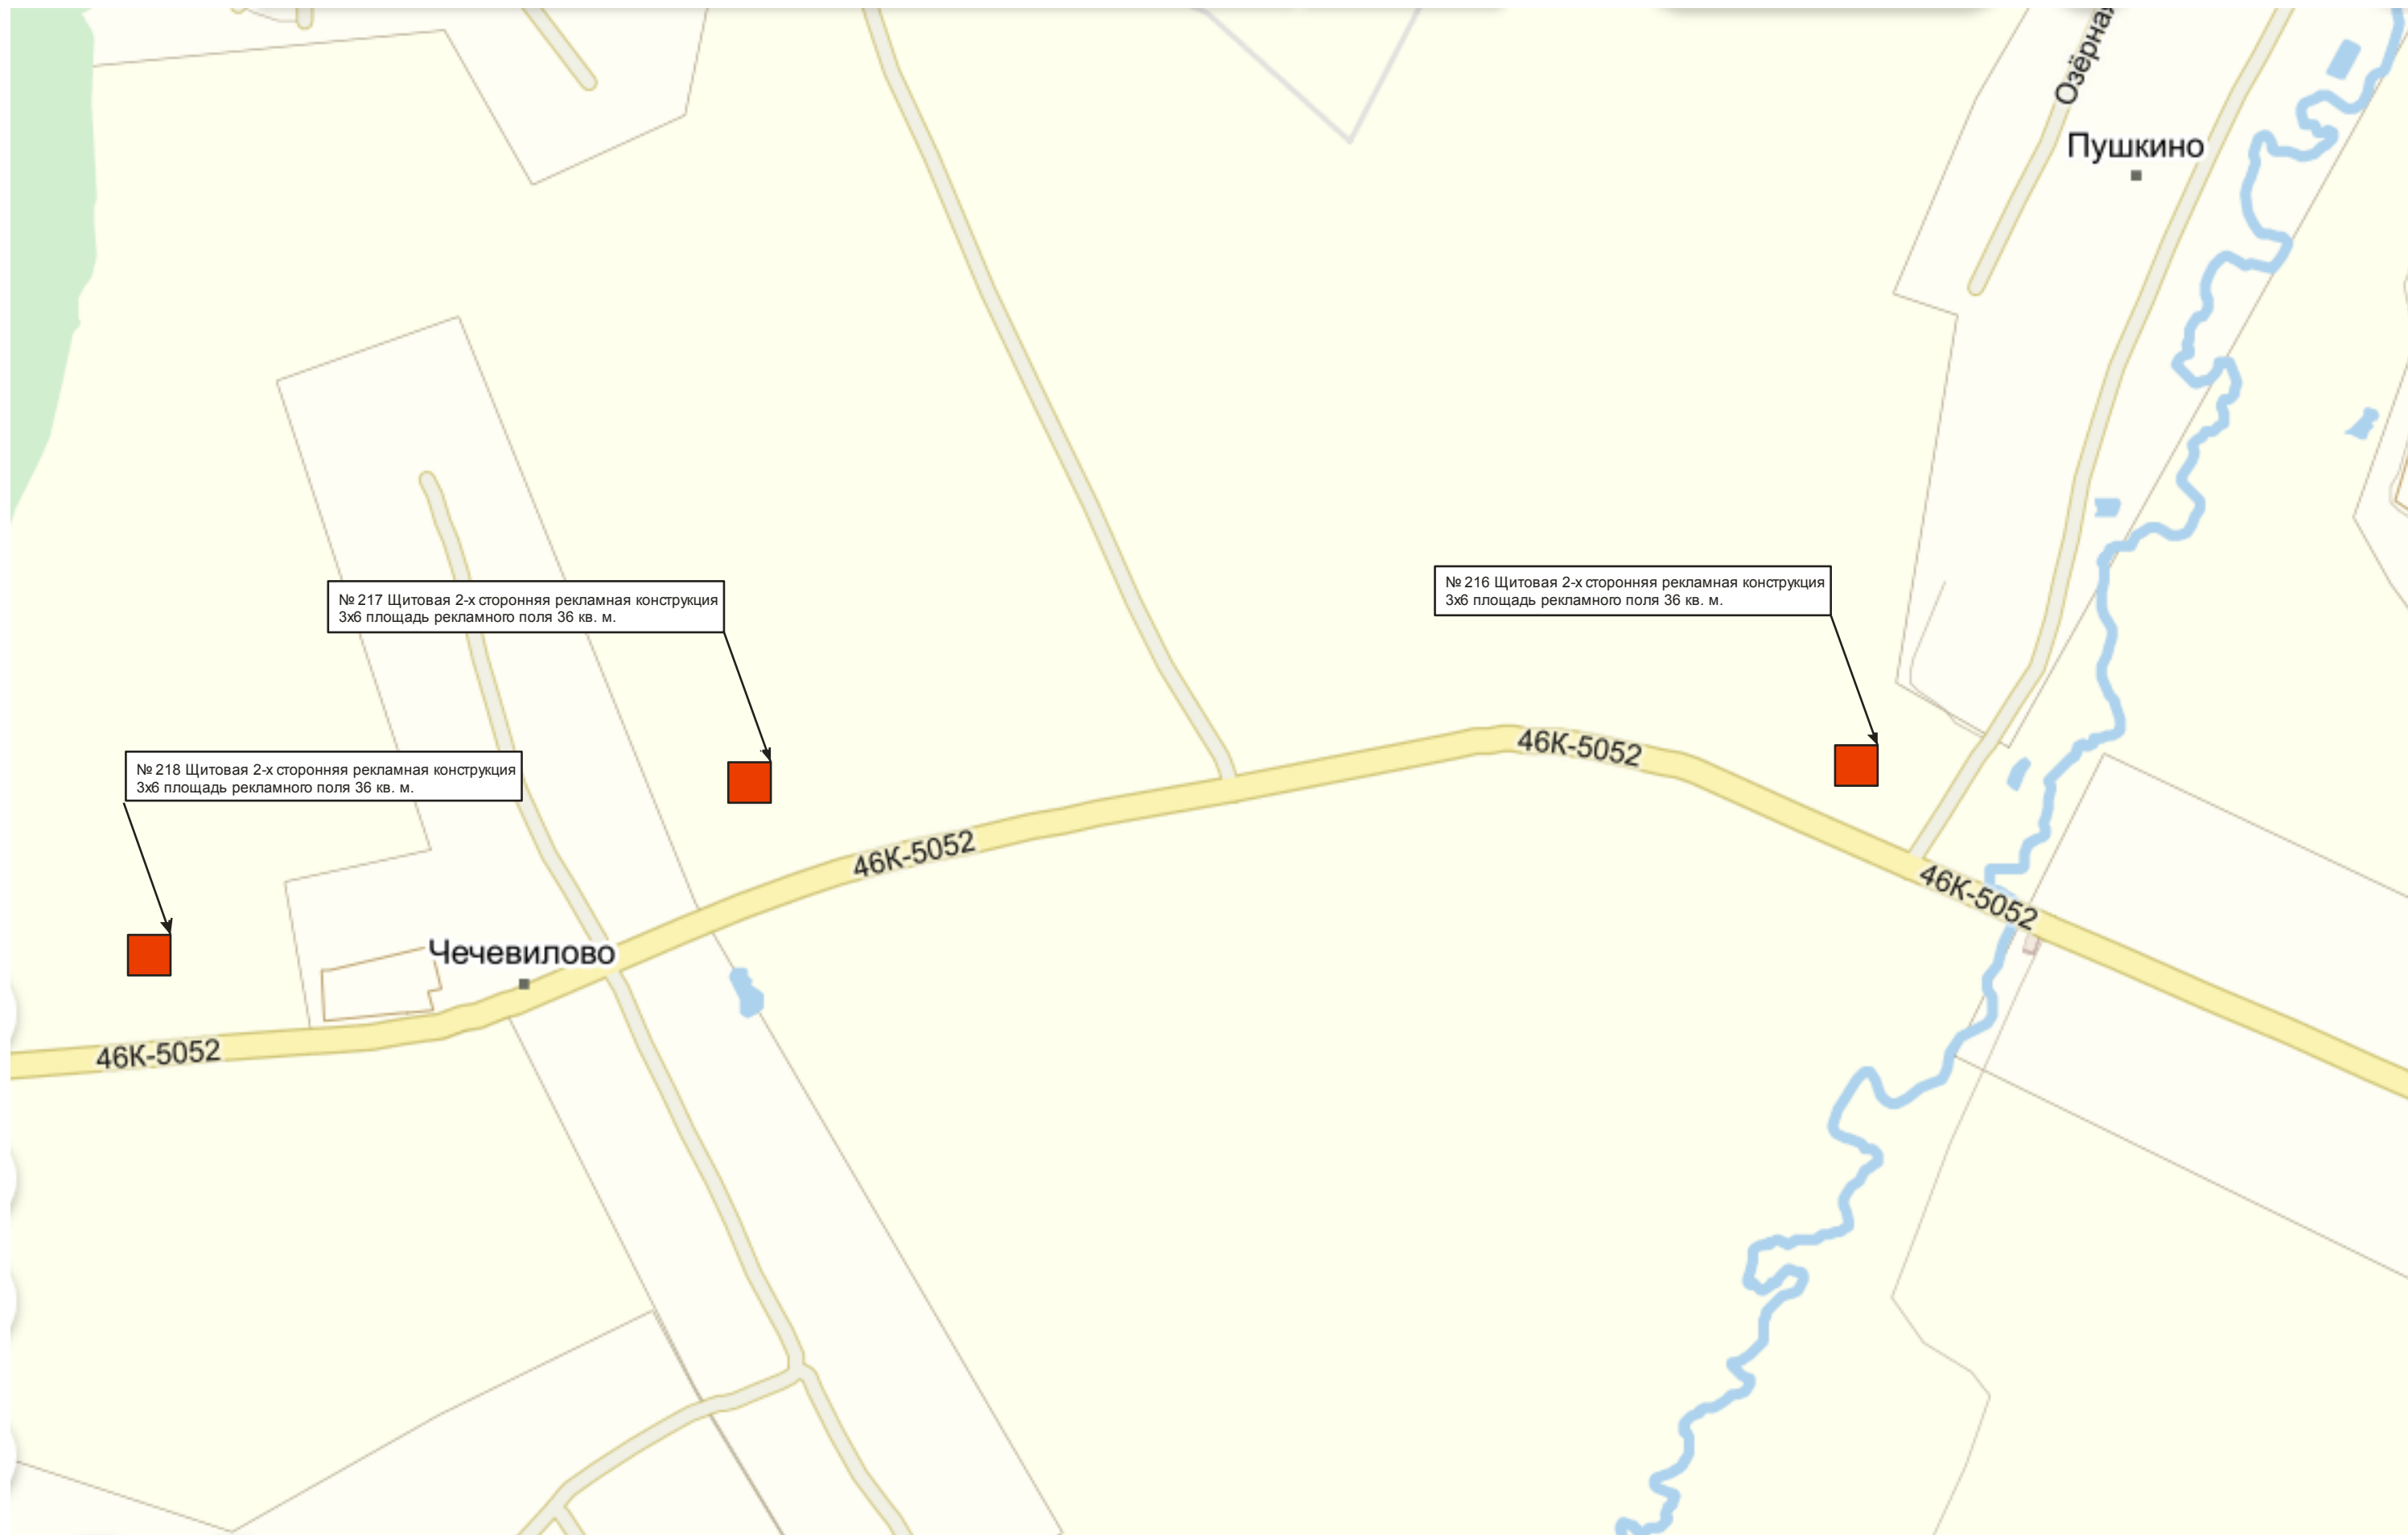 Озёрная
Пушкино
№ 216 Щитовая 2-х сторонняя рекламная конструкция
3х6 площадь рекламного поля 36 кв. м.
№ 217 Щитовая 2-х сторонняя рекламная конструкция
3х6 площадь рекламного поля 36 кв. м.
46К-5052
№ 218 Щитовая 2-х сторонняя рекламная конструкция
3х6 площадь рекламного поля 36 кв. м.
46К-5052
46К-5052
Чечевилово
46К-5052